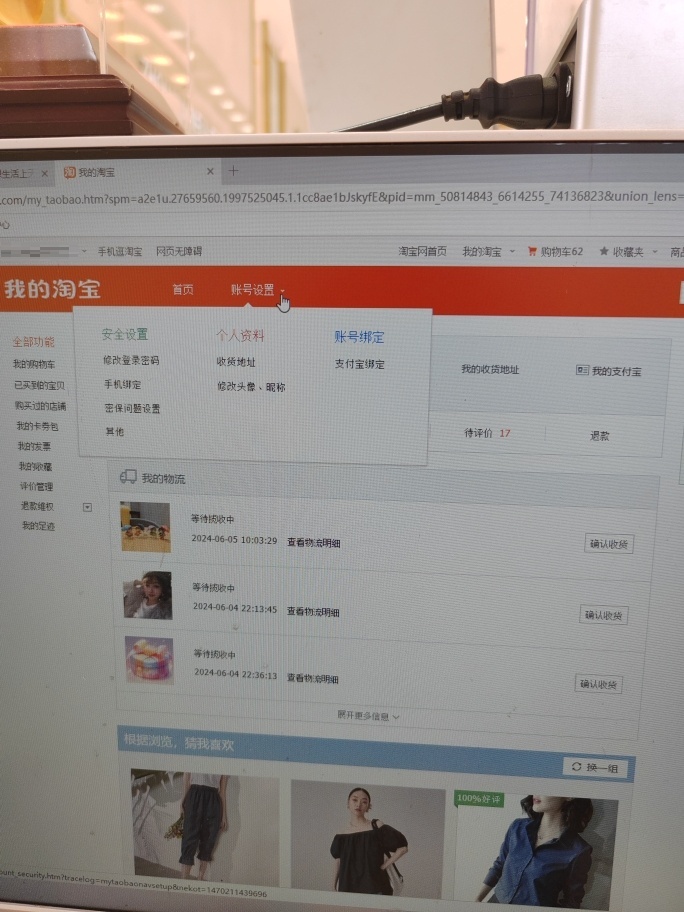 生活上
我的淘宝
.com/my_taobao.htm?spm=a2e1u.27659560.1997525045.1.1cc8ae1bJskyfE&pid=mm_50814843_6614255_74136823&union_lens=
心
手机逛淘宝 网页无障碍 淘宝网首页 我的淘宝 购物车62 收藏夹
我的淘宝 首页 账号设置
安全设置 个人资料 账号绑定
修改登录密码 收货地址 支付宝绑定
手机绑定 修改头像、昵称
密保问题设置
其他
全部功能
我的购物车
已买到的宝贝
购买过的店铺
我的卡券包
我的发票
我的收藏
评价管理
退款维权
我的足迹
我的收货地址 我的支付宝
待评价 17 退款
我的物流
等待揽收中
2024-06-05 10:03:29 查看物流明细 确认收货
等待揽收中
2024-06-04 22:13:45 查看物流明细 确认收货
等待揽收中
2024-06-04 22:36:13 查看物流明细 确认收货
展开更多信息
根据浏览，猜我喜欢 换一组
100%好评
ount_security.htm?tracelog=mytaobaonavsetup&nekot=1470211439696